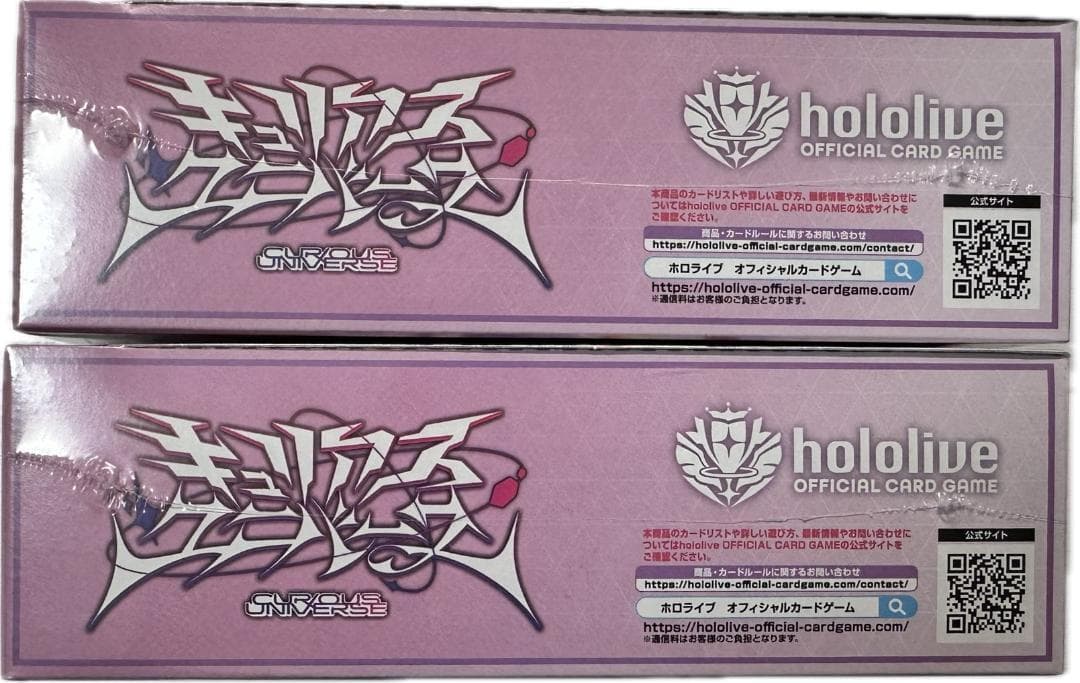 キュリアス
ユニバース
CURIOUS
UNIVERSE
hololive
OFFICIAL CARD GAME
本商品のカードリストや詳しい遊び方、最新情報やお問い合わせに
ついてはhololive OFFICIAL CARD GAMEの公式サイトを
ご確認ください。
商品・カードルールに関するお問い合わせ
https://hololive-official-cardgame.com/contact/
ホロライブ オフィシャルカードゲーム
https://hololive-official-cardgame.com/
※通信料はお客様のご負担となります。
公式サイト
キュリアス
ユニバース
CURIOUS
UNIVERSE
hololive
OFFICIAL CARD GAME
本商品のカードリストや詳しい遊び方、最新情報やお問い合わせに
ついてはhololive OFFICIAL CARD GAMEの公式サイトを
ご確認ください。
商品・カードルールに関するお問い合わせ
https://hololive-official-cardgame.com/contact/
ホロライブ オフィシャルカードゲーム
https://hololive-official-cardgame.com/
※通信料はお客様のご負担となります。
公式サイト